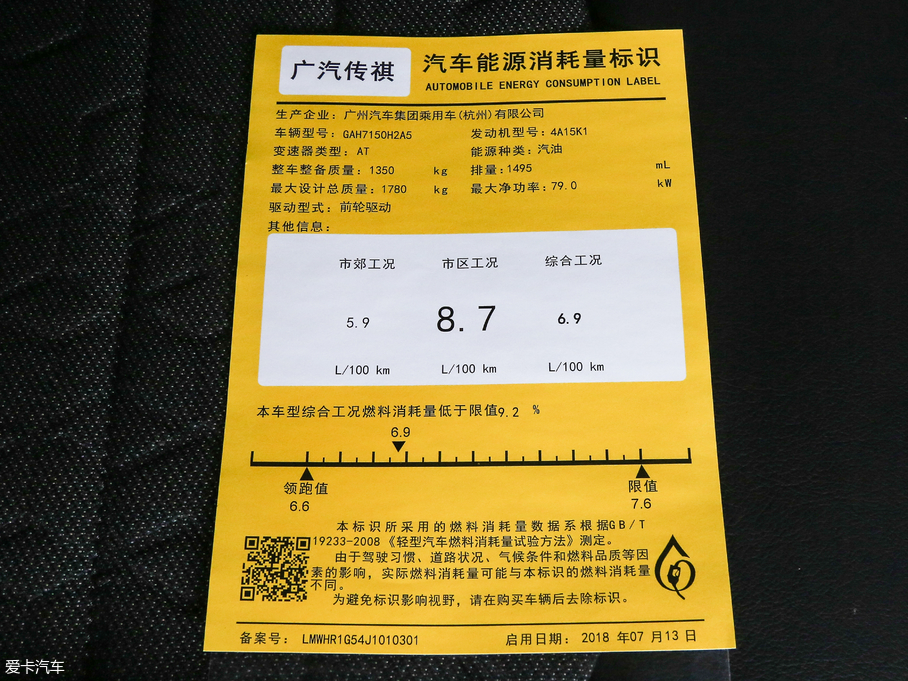 广汽传祺
汽车能源消耗量标识
AUTOMOBILE ENERGY CONSUMPTION LABEL
生产企业：广州汽车集团乘用车(杭州)有限公司
车辆型号：GAH7150H2A5 发动机型号：4A15K1
变速器类型：AT 能源种类：汽油
整车整备质量：1350 kg 排量：1495 mL
最大设计总质量：1780 kg 最大净功率：79.0 kW
驱动型式：前轮驱动
其他信息：
市郊工况 市区工况 综合工况
5.9 8.7 6.9
L/100 km L/100 km L/100 km
本车型综合工况燃料消耗量低于限值9.2 %
6.9
领跑值 限值
6.6 7.6
本标识所采用的燃料消耗量数据系根据GB/T
19233-2008《轻型汽车燃料消耗量试验方法》测定。
由于驾驶习惯、道路状况、气候条件和燃料品质等因
素的影响，实际燃料消耗量可能与本标识的燃料消耗量
不同。
为避免标识影响视野，请在购买车辆后去除标识。
备案号： LMWHR1G54J1010301 启用日期： 2018 年07 月13 日
爱卡汽车